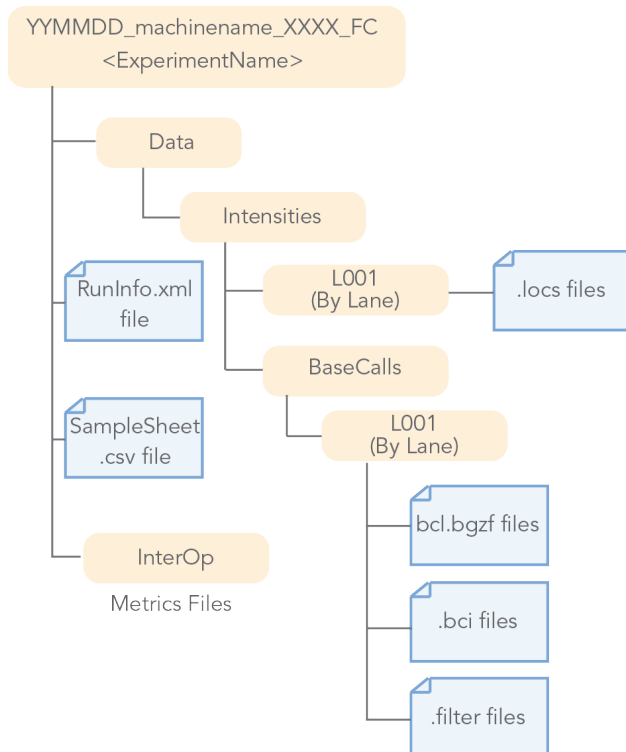 YYMMDD_machinename_XXXX_FC
<ExperimentName>
Data
Intensities
L001
(By Lane)
.locs files
RunInfo.xml
file
BaseCalls
L001
(By Lane)
SampleSheet
.csv file
bcl.bgzf files
InterOp
Metrics Files
.bci files
.filter files